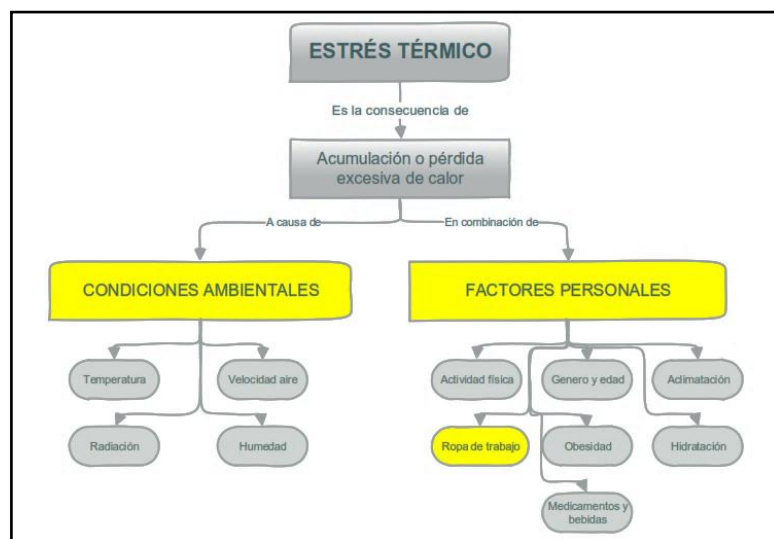 ESTRÉS TÉRMICO
Es la consecuencia de
Acumulación o pérdida
excesiva de calor
A causa de
En combinación de
CONDICIONES AMBIENTALES
FACTORES PERSONALES
Temperatura
Velocidad aire
Radiación
Humedad
Actividad física
Genero y edad
Aclimatación
Ropa de trabajo
Obesidad
Hidratación
Medicamentos y
bebidas